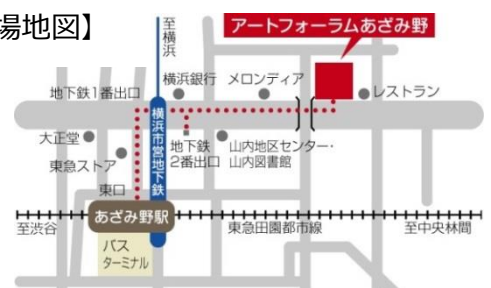 場地図】
至横浜
アートフォーラムあざみ野
横浜銀行
メロンディア
レストラン
地下鉄1番出口
横浜市営地下鉄
大正堂
地下鉄
2番出口
山内地区センター・
山内図書館
東急ストア
東口
あざみ野駅
至渋谷
東急田園都市線
至中央林間
バス
ターミナル